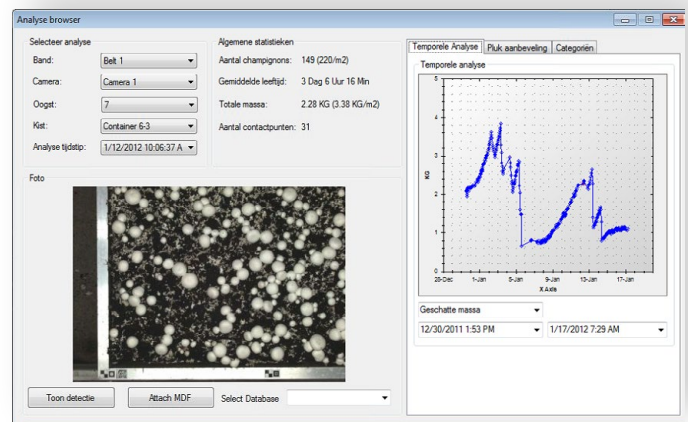 Analyse browser
Selecteer analyse
Band: Belt 1
Camera: Camera 1
Oogst: 7
Kist: Container 6-3
Analyse tijdstip: 1/12/2012 10:06:37 A
Algemene statistieken
Aantal champignons: 149 (220/m2)
Gemiddelde leeftijd: 3 Dag 6 Uur 16 Min
Totale massa: 2.28 KG (3.38 KG/m2)
Aantal contactpunten: 31
Foto
Toon detectie
Attach MDF
Select Database
Temporele Analyse
Pluk aanbeveling
Categoriën
Temporele analyse
5
4
3
2
1
0
KG
28-Dec 1-Jan 5-Jan 9-Jan 13-Jan 17-Jan
X Axis
Geschatte massa
12/30/2011 1:53 PM
1/17/2012 7:29 AM